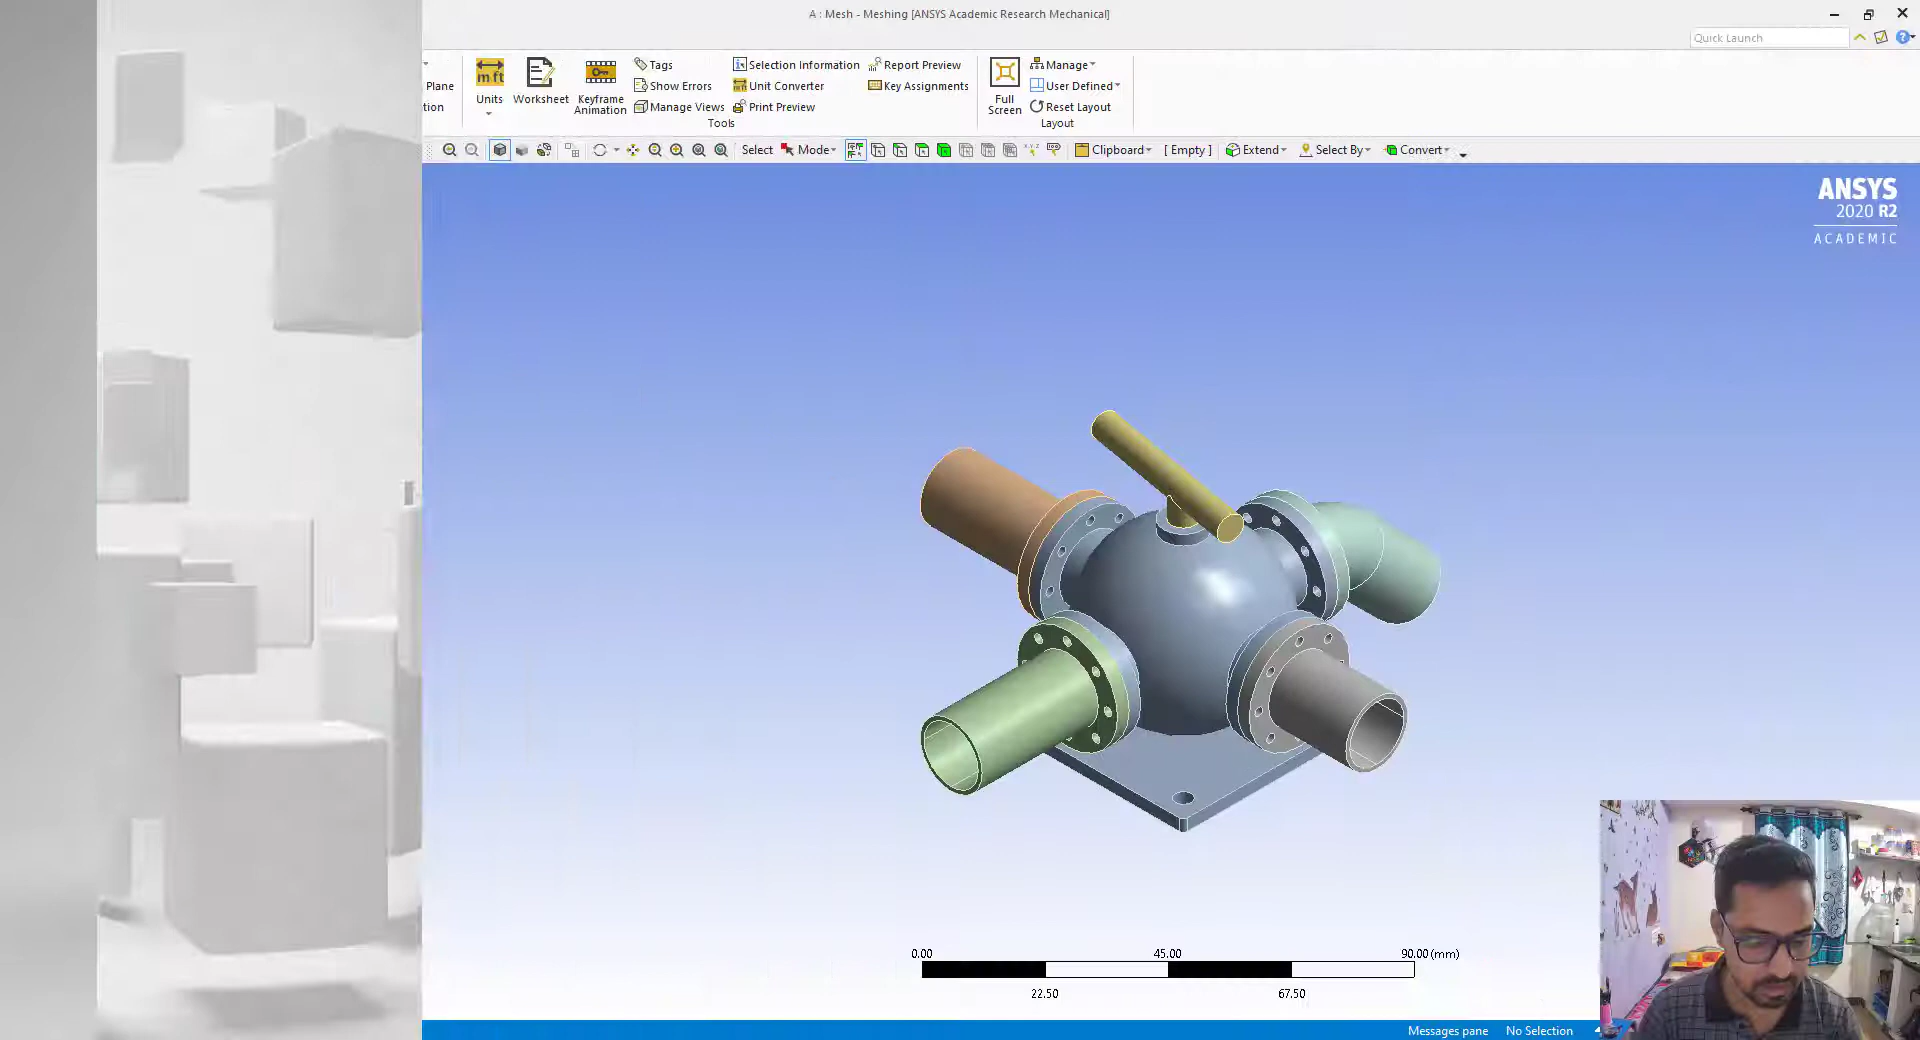 A : Mesh - Meshing [ANSYS Academic Research Mechanical]
Quick Launch
Plane
tion
Units
Worksheet
Keyframe
Animation
Tags
Show Errors
Manage Views
Selection Information
Unit Converter
Print Preview
Report Preview
Key Assignments
Tools
Full
Screen
Manage
User Defined
Reset Layout
Layout
Select
Mode
Clipboard
[ Empty ]
Extend
Select By
Convert
ANSYS
2020 R2
ACADEMIC
0.00
45.00
90.00 (mm)
22.50
67.50
Messages pane
No Selection